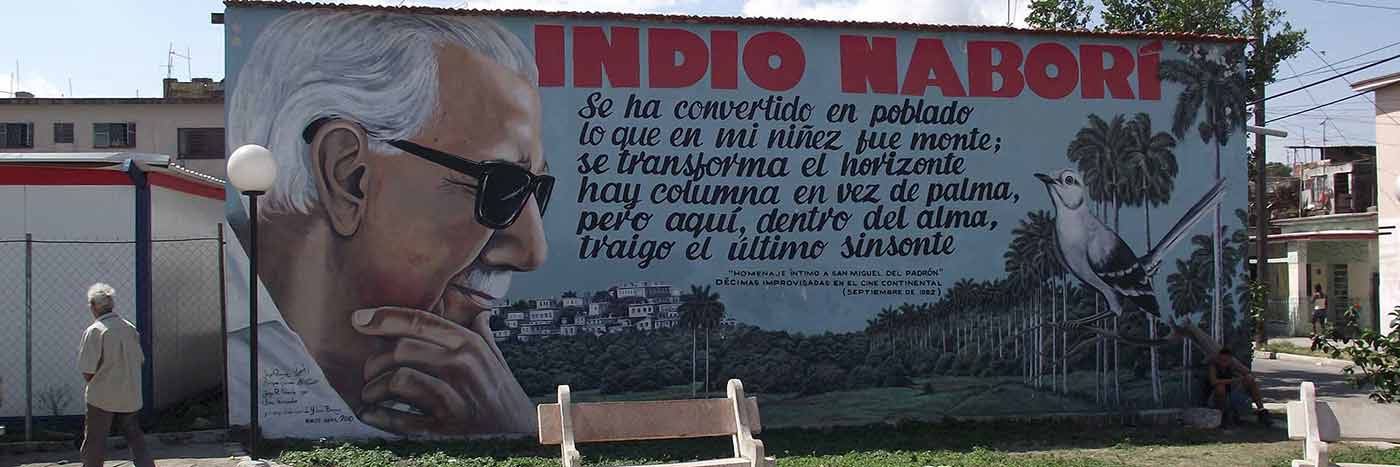 INDIO NABORÍ
Se ha convertido en poblado
lo que en mi niñez fue monte;
se transforma el horizonte
hay columna en vez de palma,
pero aquí, dentro del alma,
traigo el último sinsonte
"HOMENAJE ÍNTIMO A SAN MIGUEL DEL PADRÓN"
DÉCIMAS IMPROVISADAS EN EL CINE CONTINENTAL
(SEPTIEMBRE DE 1982)